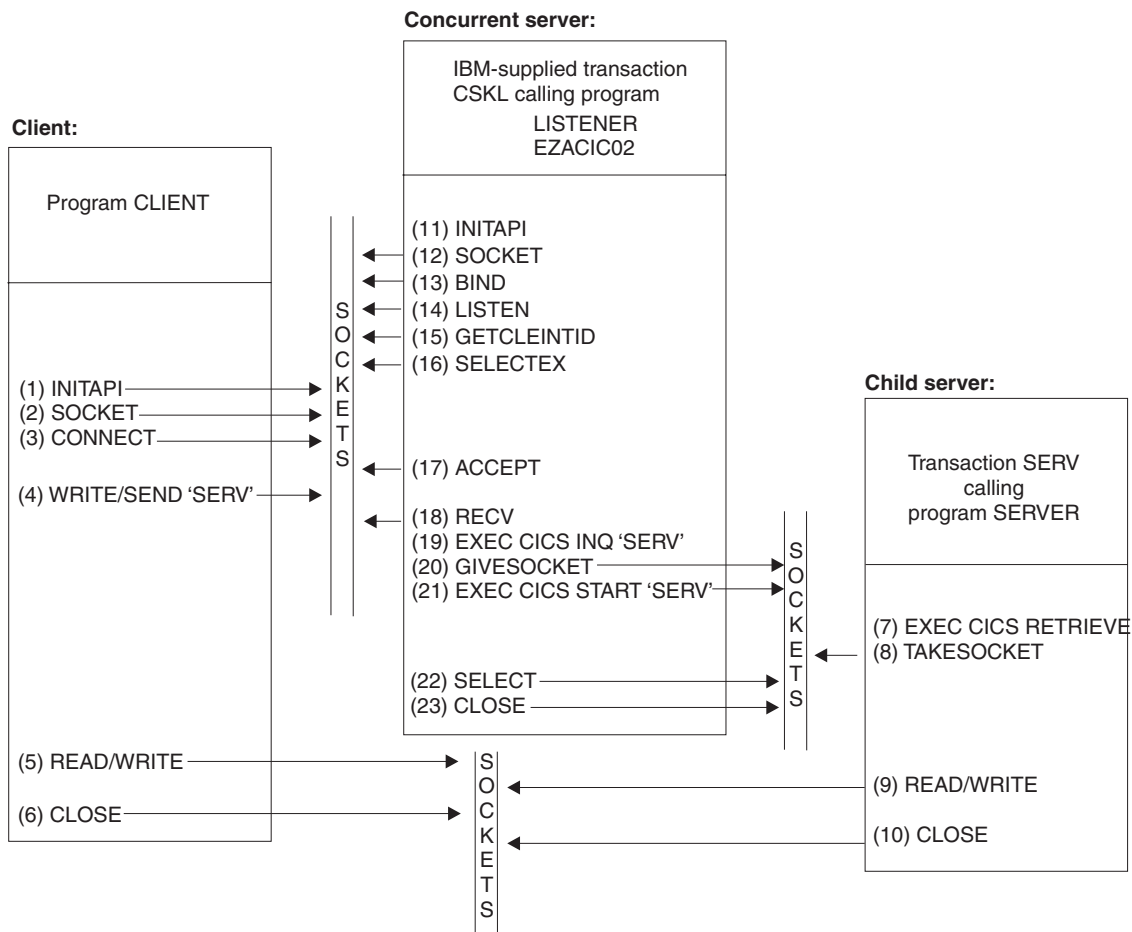 Concurrent server:
IBM-supplied transaction
CSKL calling program
LISTENER
EZACIC02
Client:
Program CLIENT
(1) INITAPI
(2) SOCKET
(3) CONNECT
(4) WRITE/SEND ‘SERV’
(5) READ/WRITE
(6) CLOSE
SOCKETS
(11) INITAPI
(12) SOCKET
(13) BIND
(14) LISTEN
(15) GETCLEINTID
(16) SELECTEX
(17) ACCEPT
(18) RECV
(19) EXEC CICS INQ ‘SERV’
(20) GIVESOCKET
(21) EXEC CICS START ‘SERV’
(22) SELECT
(23) CLOSE
SOCKETS
Child server:
Transaction SERV
calling
program SERVER
(7) EXEC CICS RETRIEVE
(8) TAKESOCKET
(9) READ/WRITE
(10) CLOSE
SOCKETS